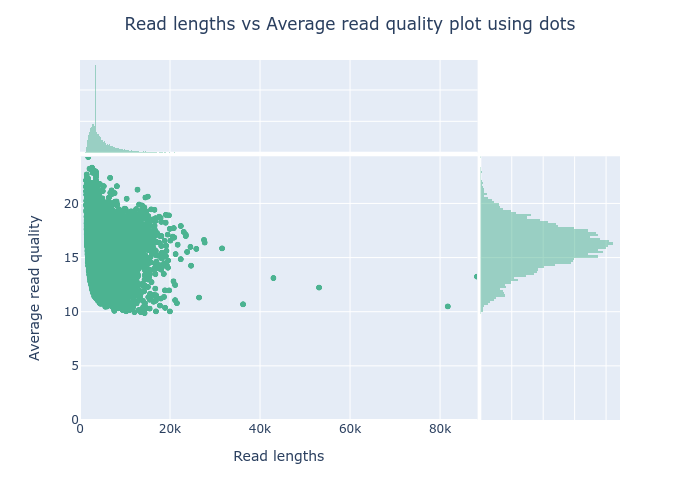 Read lengths vs Average read quality plot using dots
Average read quality
20
15
10
5
0
0 20k 40k 60k 80k
Read lengths